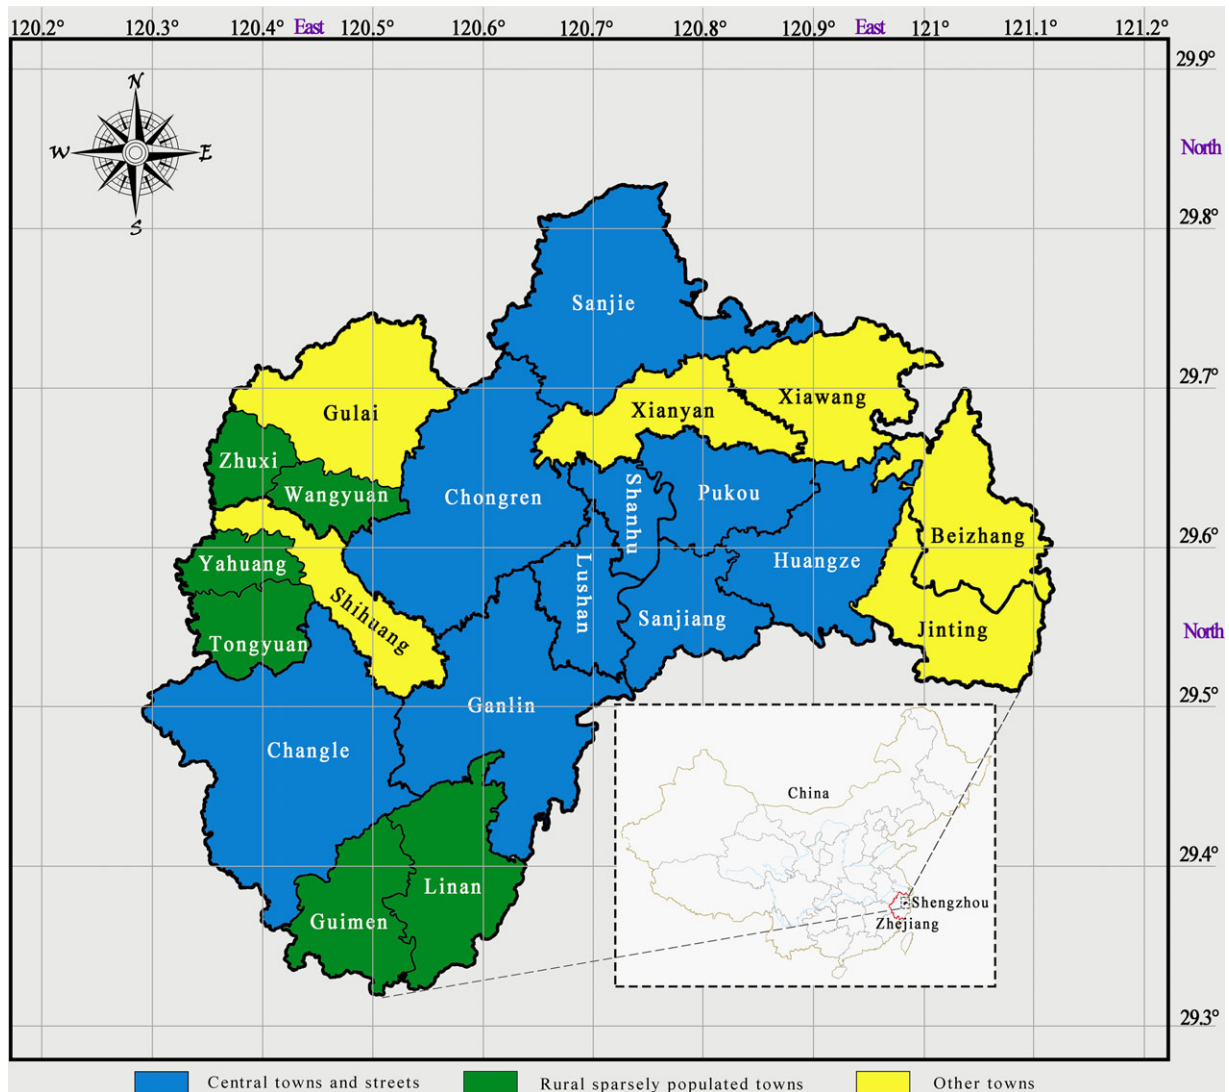 120.2° 120.3° East 120.4° 120.5° 120.6° 120.7° 120.8° East 120.9° 121° 121.1° 121.2°
29.9°
N
W E
S
North
29.8°
Sanjie
29.7°
Xiawang
Xianyan
Gulai
Zhuxi
Wangyuan
Chongren
Shanhu
Pukou
29.6°
Beizhang
Yahuang
Huangze
Lushan
Shihuang
Sanjiang
Jinting
North
Tongyuan
29.5°
Ganlin
Changle
China
29.4°
Linan
Shengzhou
Guimen
Zhejiang
29.3°
Central towns and streets
Rural sparsely populated towns
Other towns